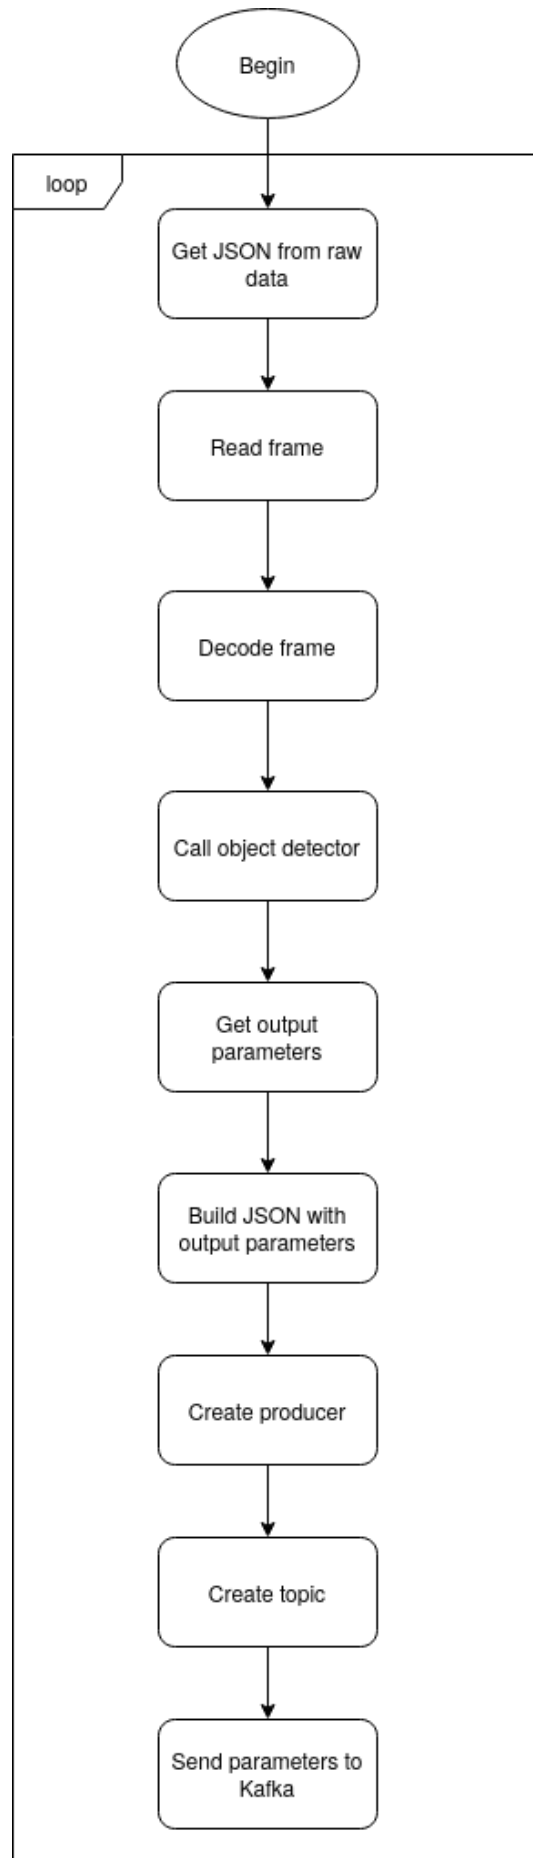 Begin
loop
Get JSON from raw
data
Read frame
Decode frame
Call object detector
Get output
parameters
Build JSON with
output parameters
Create producer
Create topic
Send parameters to
Kafka